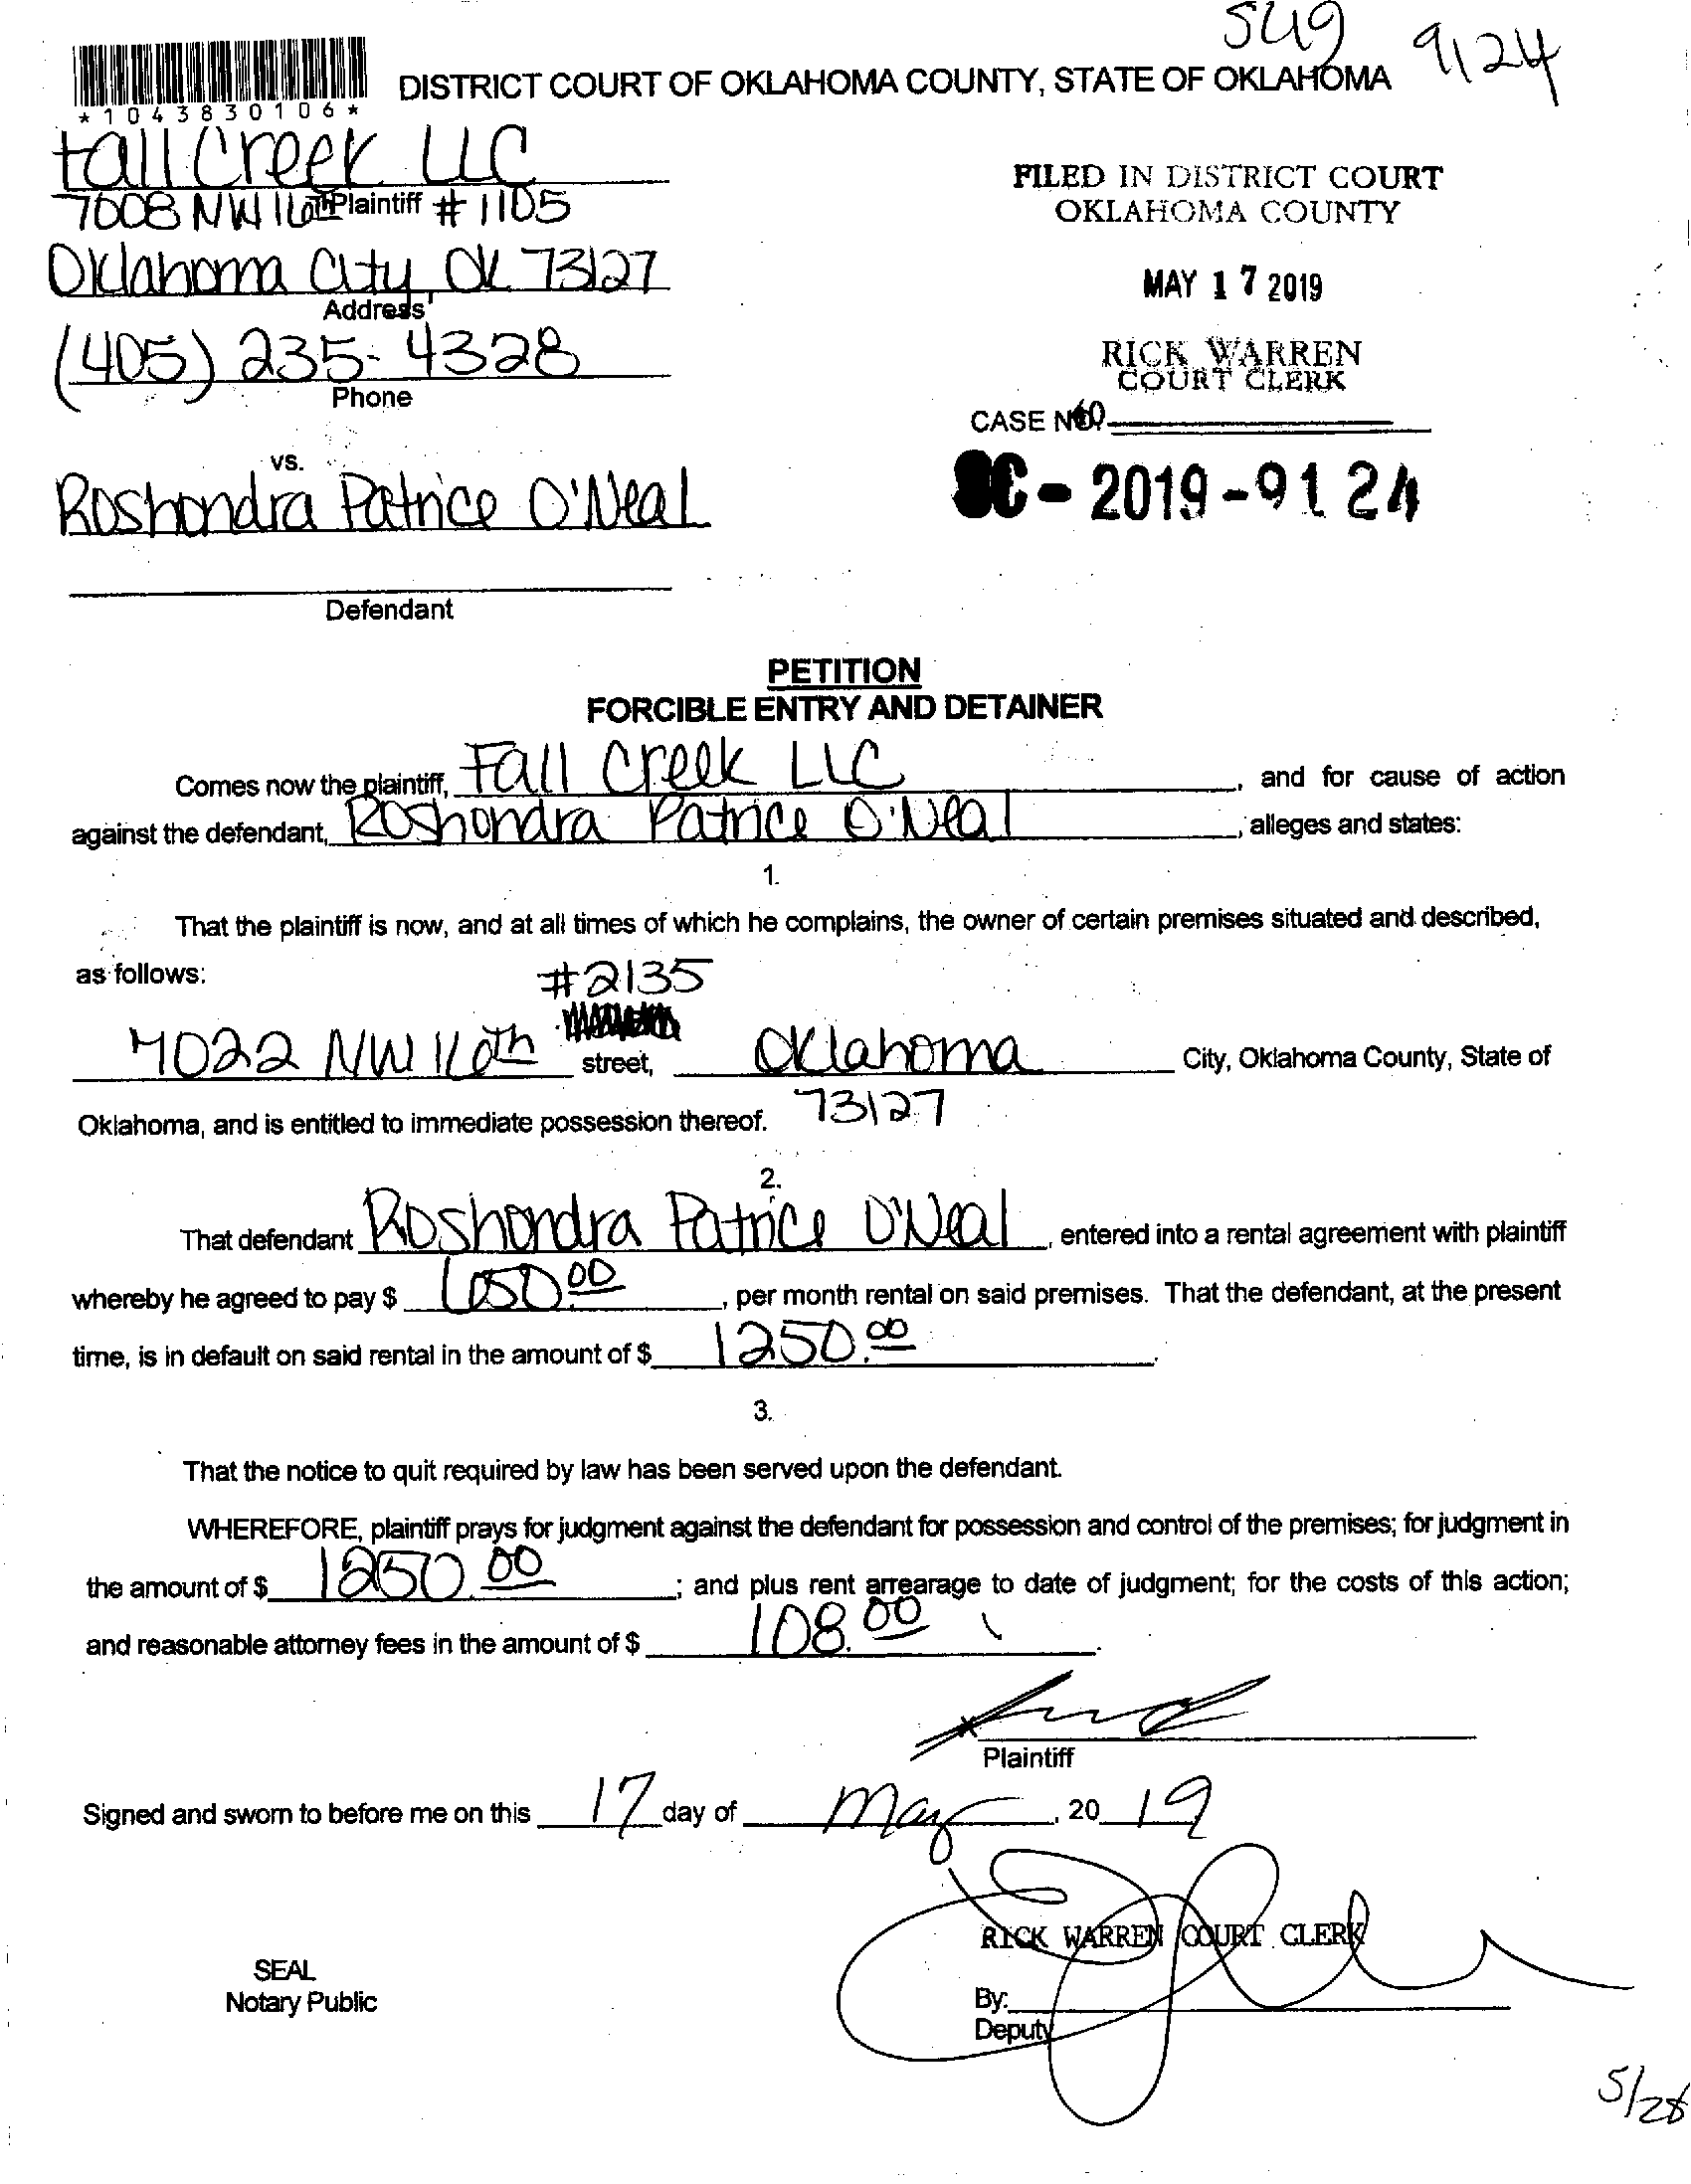 SUG 9124
*1043830106*
DISTRICT COURT OF OKLAHOMA COUNTY, STATE OF OKLAHOMA
Fall Creek LLC
7008 NW 16th Plaintiff #1105
Oklahoma City, OK 73127
Address
(405) 235-4328
Phone
vs.
Roshondra Patrice O'Neal
Defendant
FILED IN DISTRICT COURT
OKLAHOMA COUNTY
MAY 17 2019
RICK WARREN
COURT CLERK
CASE NO.
SC-2019-9124
PETITION
FORCIBLE ENTRY AND DETAINER
Comes now the plaintiff, Fall Creek LLC, and for cause of action
against the defendant, Roshondra Patrice O'Neal, alleges and states:
1.
That the plaintiff is now, and at all times of which he complains, the owner of certain premises situated and described,
as follows:
#2135
7022 NW 16th street, Oklahoma City, Oklahoma County, State of
Oklahoma, and is entitled to immediate possession thereof. 73127
2.
That defendant Roshondra Patrice O'Neal, entered into a rental agreement with plaintiff
whereby he agreed to pay $ , per month rental on said premises. That the defendant, at the present
time, is in default on said rental in the amount of $ 1250.00.
3.
That the notice to quit required by law has been served upon the defendant.
WHEREFORE, plaintiff prays for judgment against the defendant for possession and control of the premises; for judgment in
the amount of $ 1250.00; and plus rent arrearage to date of judgment; for the costs of this action;
and reasonable attorney fees in the amount of $ 108.00.
Plaintiff
Signed and sworn to before me on this 17 day of May, 2019
RICK WARREN COURT CLERK
SEAL
Notary Public
By:
Deputy
5/28